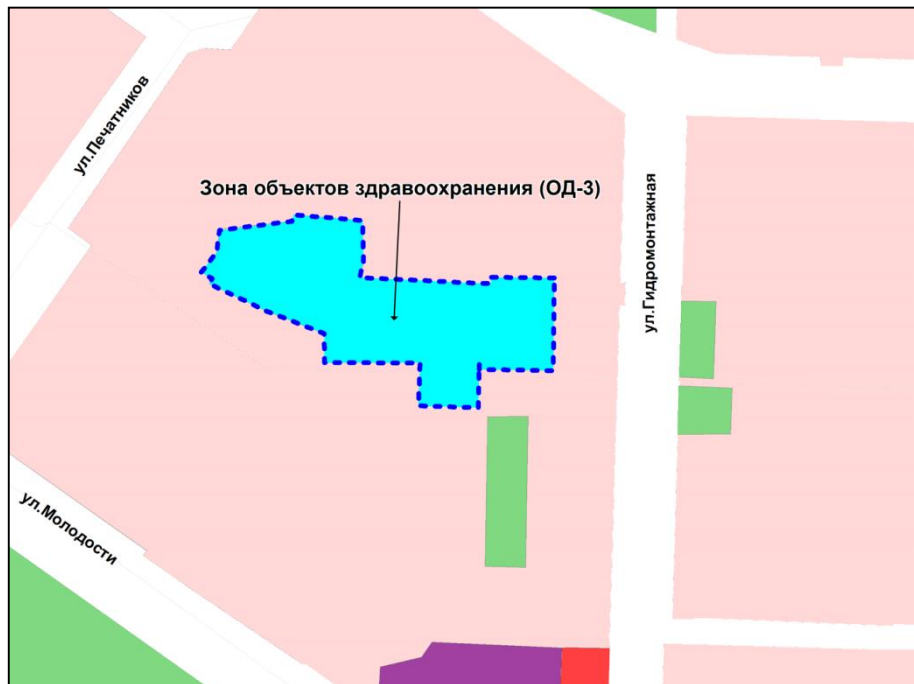 ул.Печатников
Зона объектов здравоохранения (ОД-3)
ул.Гидромонтажная
ул.Молодости